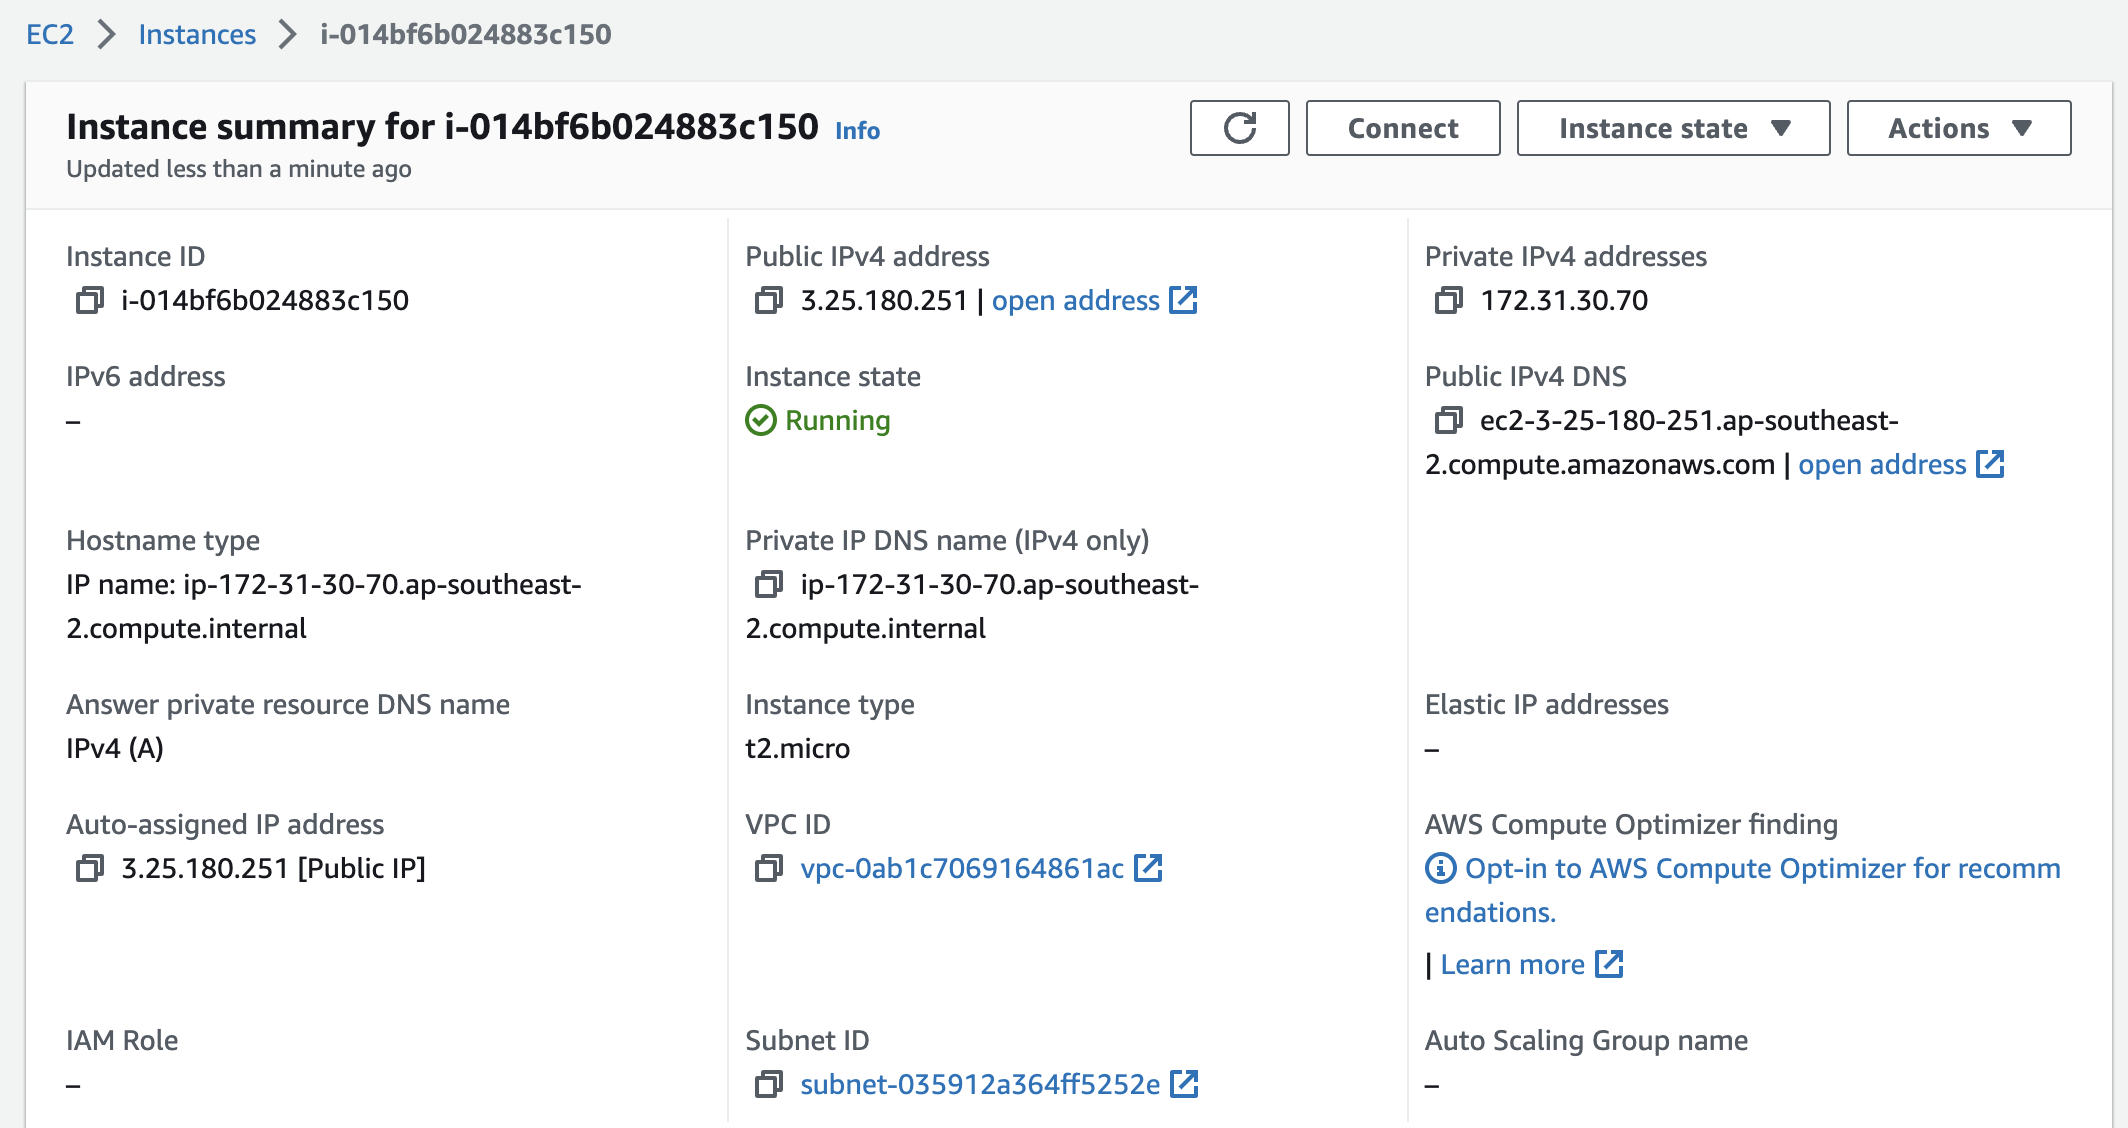 EC2 > Instances > i-014bf6b024883c150
Instance summary for i-014bf6b024883c150 Info
Updated less than a minute ago
Connect
Instance state
Actions
Instance ID
i-014bf6b024883c150
Public IPv4 address
3.25.180.251 | open address
Private IPv4 addresses
172.31.30.70
IPv6 address
–
Instance state
Running
Public IPv4 DNS
ec2-3-25-180-251.ap-southeast-
2.compute.amazonaws.com | open address
Hostname type
IP name: ip-172-31-30-70.ap-southeast-
2.compute.internal
Private IP DNS name (IPv4 only)
ip-172-31-30-70.ap-southeast-
2.compute.internal
Answer private resource DNS name
IPv4 (A)
Instance type
t2.micro
Elastic IP addresses
–
Auto-assigned IP address
3.25.180.251 [Public IP]
VPC ID
vpc-0ab1c7069164861ac
AWS Compute Optimizer finding
Opt-in to AWS Compute Optimizer for recomm
endations.
| Learn more
IAM Role
–
Subnet ID
subnet-035912a364ff5252e
Auto Scaling Group name
–